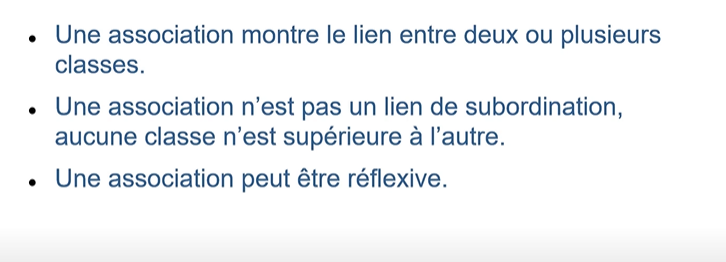 • Une association montre le lien entre deux ou plusieurs
classes.
• Une association n’est pas un lien de subordination,
aucune classe n’est supérieure à l’autre.
• Une association peut être réflexive.